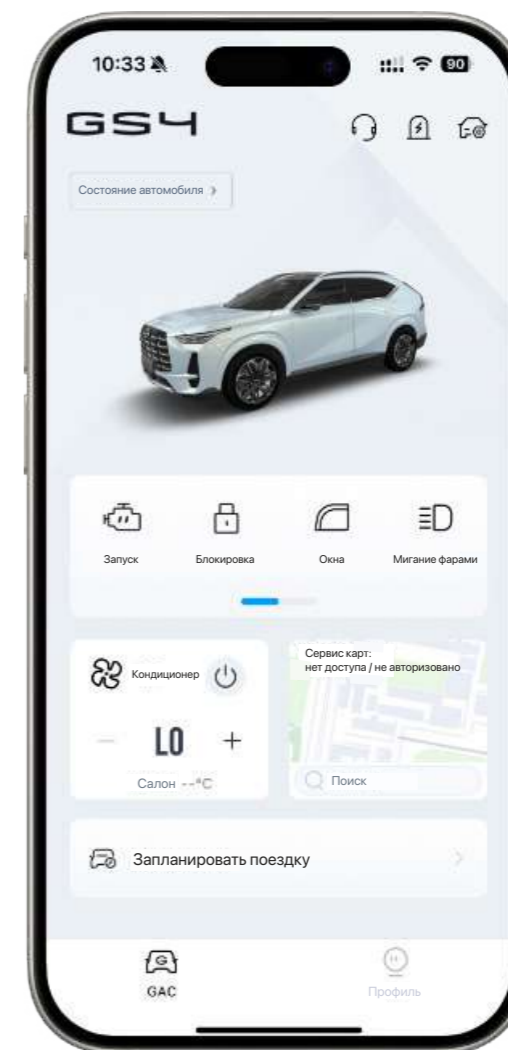 10:33
90
GS4
Состояние автомобиля
Запуск
Блокировка
Окна
Мигание фарами
Кондиционер
LO
Салон --°C
Сервис карт:
нет доступа / не авторизовано
Поиск
Запланировать поездку
G
GAC
Профиль